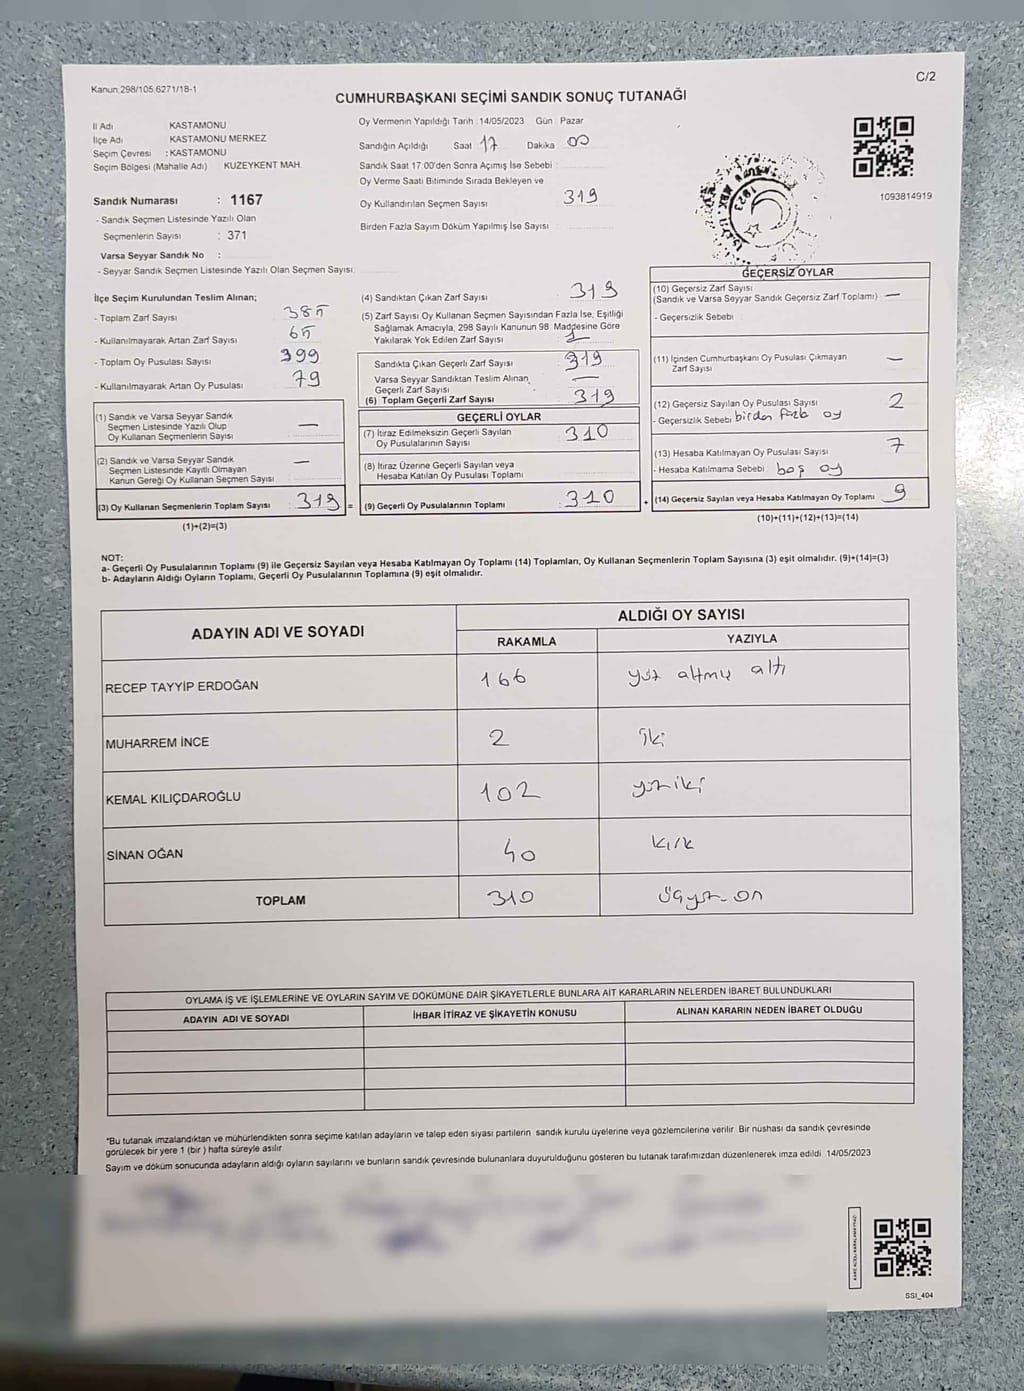 Kanun 298/105 6271/18-1
C/2
CUMHURBAŞKANI SEÇİMİ SANDIK SONUÇ TUTANAĞI
İl Adı KASTAMONU
İlçe Adı KASTAMONU MERKEZ
Seçim Çevresi : KASTAMONU
Seçim Bölgesi (Mahalle Adı) KUZEYKENT MAH.
Oy Vermenin Yapıldığı Tarih 14/05/2023 Gün Pazar
Sandığın Açıldığı Saat 17 Dakika 00
Sandık Saat 17:00'den Sonra Açımış İse Sebebi :
Oy Verme Saati Bitiminde Sırada Bekleyen ve
Oy Kullandırılan Seçmen Sayısı 319
Birden Fazla Sayım Döküm Yapılmış İse Sayısı
1093814919
Sandık Numarası : 1167
- Sandık Seçmen Listesinde Yazılı Olan
Seçmenlerin Sayısı : 371
Varsa Seyyar Sandık No :
- Seyyar Sandık Seçmen Listesinde Yazılı Olan Seçmen Sayısı
İlçe Seçim Kurulundan Teslim Alınan;
- Toplam Zarf Sayısı 385
- Kullanılmayarak Artan Zarf Sayısı 65
- Toplam Oy Pusulası Sayısı 399
- Kullanılmayarak Artan Oy Pusulası 79
(1) Sandık ve Varsa Seyyar Sandık
Seçmen Listesinde Yazılı Olup
Oy Kullanan Seçmenlerin Sayısı —
(2) Sandık ve Varsa Seyyar Sandık
Seçmen Listesinde Kayıtlı Olmayan
Kanun Gereği Oy Kullanan Seçmen Sayısı —
(3) Oy Kullanan Seçmenlerin Toplam Sayısı 319 =
(1)+(2)=(3)
(4) Sandıktan Çıkan Zarf Sayısı 319
(5) Zarf Sayısı Oy Kullanan Seçmen Sayısından Fazla İse, Eşitliği
Sağlamak Amacıyla, 298 Sayılı Kanunun 98 Maddesine Göre
Yakılarak Yok Edilen Zarf Sayısı 1
Sandıkta Çıkan Geçerli Zarf Sayısı 319
Varsa Seyyar Sandıktan Teslim Alınan
Geçerli Zarf Sayısı —
(6) Toplam Geçerli Zarf Sayısı 319
GEÇERLİ OYLAR
(7) İtiraz Edilmeksizin Geçerli Sayılan
Oy Pusulalarının Sayısı 310
(8) İtiraz Üzerine Geçerli Sayılan veya
Hesaba Katılan Oy Pusulası Toplamı
(9) Geçerli Oy Pusulalarının Toplamı 310 +
GEÇERSİZ OYLAR
(10) Geçersiz Zarf Sayısı
(Sandık ve Varsa Seyyar Sandık Geçersiz Zarf Toplamı) —
- Geçersizlik Sebebi :
(11) İçinden Cumhurbaşkanı Oy Pusulası Çıkmayan
Zarf Sayısı —
(12) Geçersiz Sayılan Oy Pusulası Sayısı 2
- Geçersizlik Sebebi birden fazla oy
(13) Hesaba Katılmayan Oy Pusulası Sayısı 7
- Hesaba Katılmama Sebebi boş oy
(14) Geçersiz Sayılan veya Hesaba Katılmayan Oy Toplamı 9
(10)+(11)+(12)+(13)=(14)
NOT:
a- Geçerli Oy Pusulalarının Toplamı (9) ile Geçersiz Sayılan veya Hesaba Katılmayan Oy Toplamı (14) Toplamları, Oy Kullanan Seçmenlerin Toplam Sayısına (3) eşit olmalıdır. (9)+(14)=(3)
b- Adayların Aldığı Oyların Toplamı, Geçerli Oy Pusulalarının Toplamına (9) eşit olmalıdır.
ADAYIN ADI VE SOYADI ALDIĞI OY SAYISI
RAKAMLA YAZIYLA
RECEP TAYYİP ERDOĞAN 166 yüz altmış altı
MUHARREM İNCE 2 iki
KEMAL KILIÇDAROĞLU 102 yüz iki
SİNAN OĞAN 40 kırk
TOPLAM 310 üçyüz on
OYLAMA İŞ VE İŞLEMLERİNE VE OYLARIN SAYIM VE DÖKÜMÜNE DAİR ŞİKAYETLERLE BUNLARA AİT KARARLARIN NELERDEN İBARET BULUNDUKLARI
ADAYIN ADI VE SOYADI İHBAR İTİRAZ VE ŞİKAYETİN KONUSU ALINAN KARARIN NEDEN İBARET OLDUĞU
*Bu tutanak imzalandıktan ve mühürlendikten sonra seçime katılan adayların ve talep eden siyasi partilerin sandık kurulu üyelerine veya gözlemcilerine verilir. Bir nüshası da sandık çevresinde
görülecek bir yere 1 (bir ) hafta süreyle asılır
Sayım ve döküm sonucunda adayların aldığı oyların sayılarını ve bunların sandık çevresinde bulunanlara duyurulduğunu gösteren bu tutanak tarafımızdan düzenlenerek imza edildi 14/05/2023
SSI_404